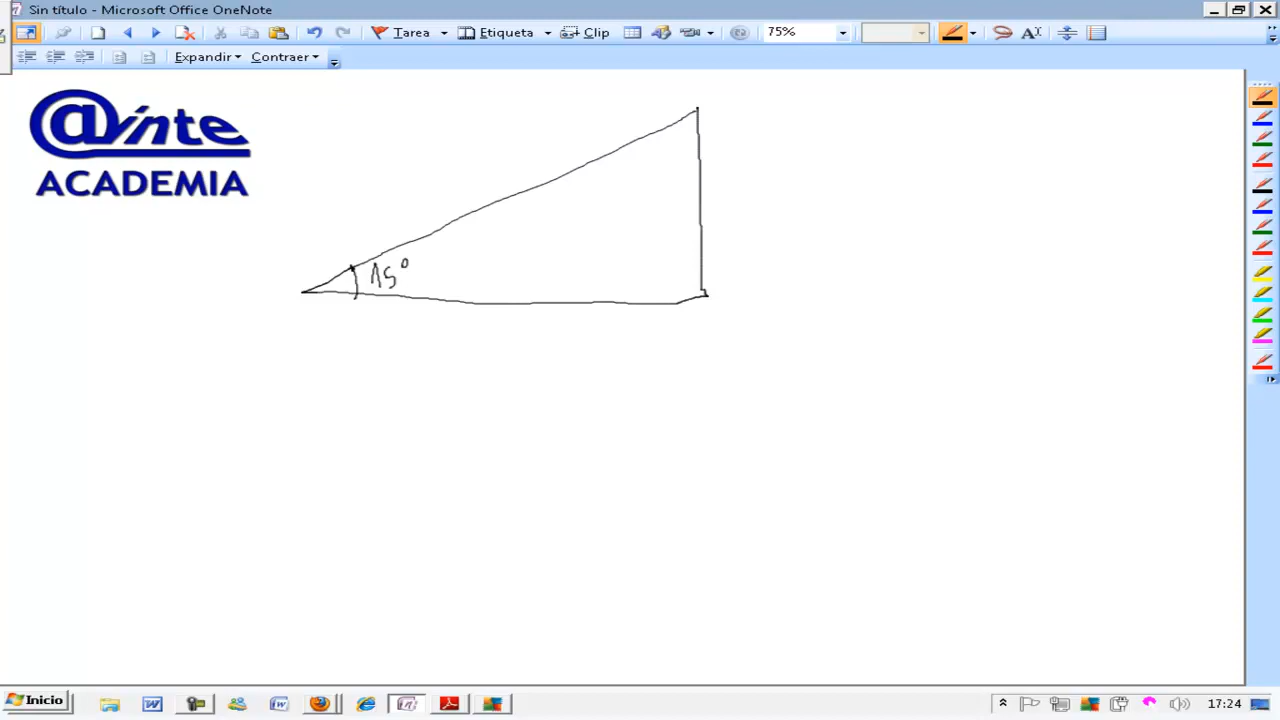 Sin título - Microsoft Office OneNote
Tarea Etiqueta Clip 75%
Expandir Contraer
@inte
ACADEMIA
15°
Inicio
17:24